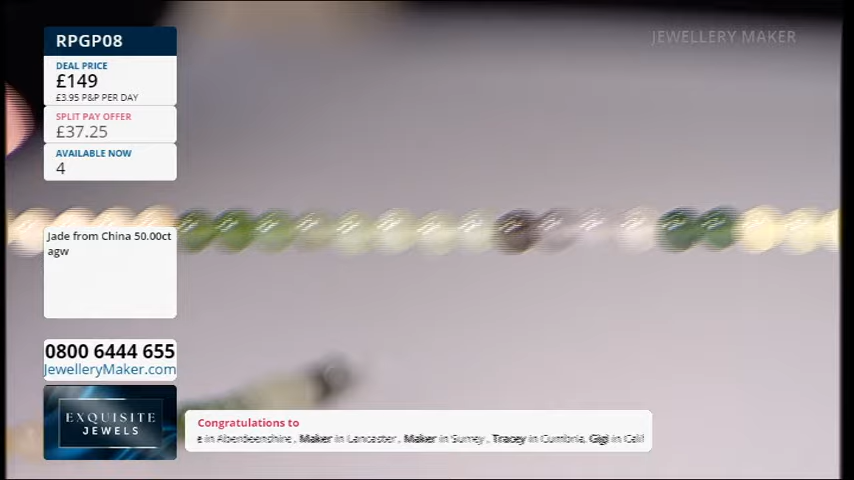 RPGP08
JEWELLERY MAKER
DEAL PRICE
£149
£3.95 P&P PER DAY
SPLIT PAY OFFER
£37.25
AVAILABLE NOW
4
Jade from China 50.00ct
agw
0800 6444 655
JewelleryMaker.com
EXQUISITE
JEWELS
Congratulations to
e in Aberdeenshire, Maker in Lancaster, Maker in Surrey, Tracey in Cumbria, Gigi in Calif